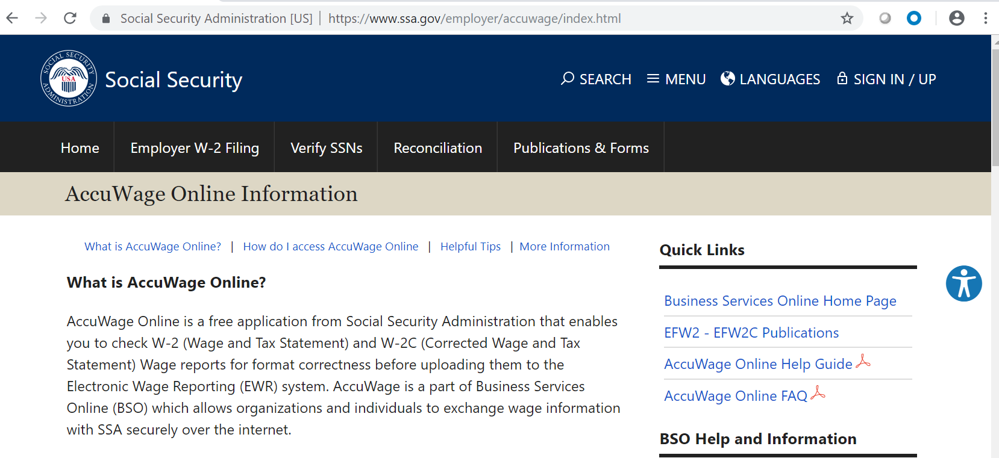 Social Security Administration [US] | https://www.ssa.gov/employer/accuwage/index.html
SOCIAL SECURITY ADMINISTRATION
USA
Social Security
SEARCH MENU LANGUAGES SIGN IN / UP
Home Employer W-2 Filing Verify SSNs Reconciliation Publications & Forms
AccuWage Online Information
What is AccuWage Online? | How do I access AccuWage Online | Helpful Tips | More Information
What is AccuWage Online?
AccuWage Online is a free application from Social Security Administration that enables
you to check W-2 (Wage and Tax Statement) and W-2C (Corrected Wage and Tax
Statement) Wage reports for format correctness before uploading them to the
Electronic Wage Reporting (EWR) system. AccuWage is a part of Business Services
Online (BSO) which allows organizations and individuals to exchange wage information
with SSA securely over the internet.
Quick Links
Business Services Online Home Page
EFW2 - EFW2C Publications
AccuWage Online Help Guide
AccuWage Online FAQ
BSO Help and Information